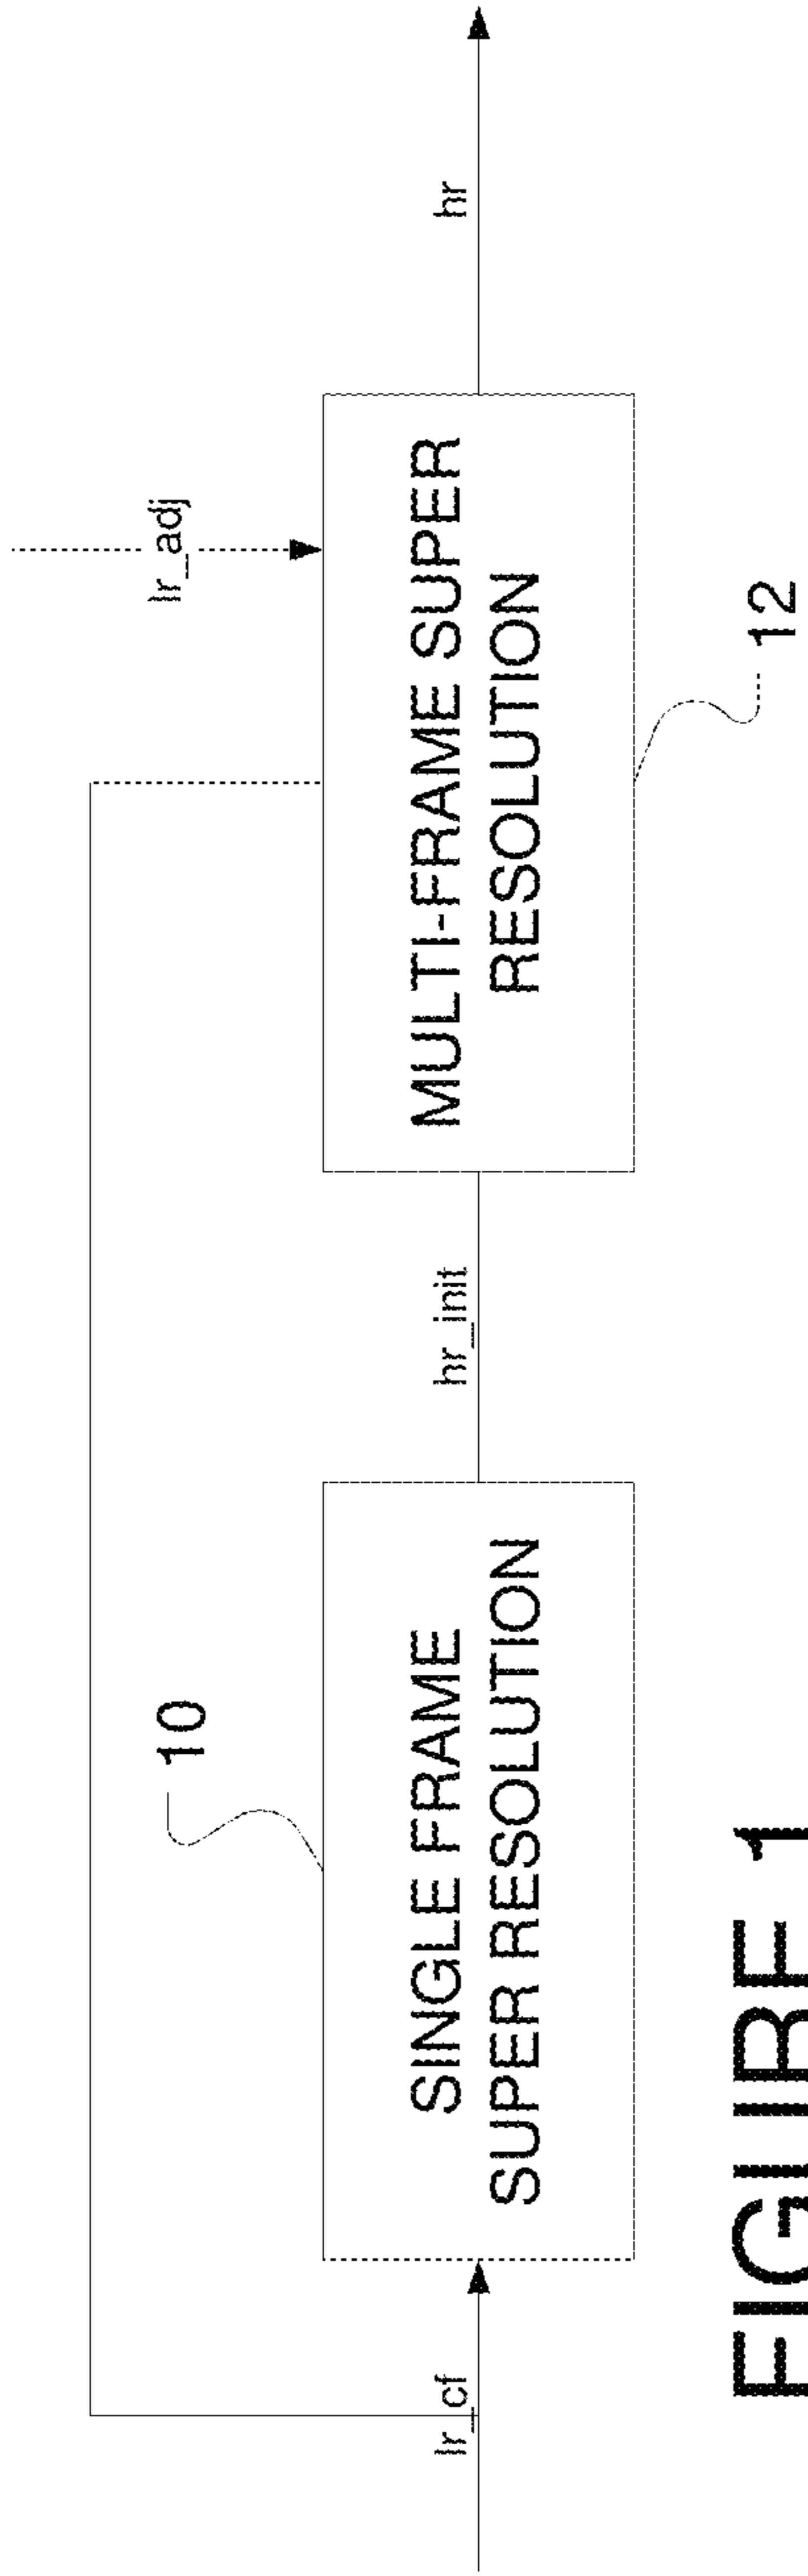 lr_cf
10
SINGLE FRAME
SUPER RESOLUTION
hr_init
lr_adj
MULTI-FRAME SUPER
RESOLUTION
12
hr
FIGURE 1